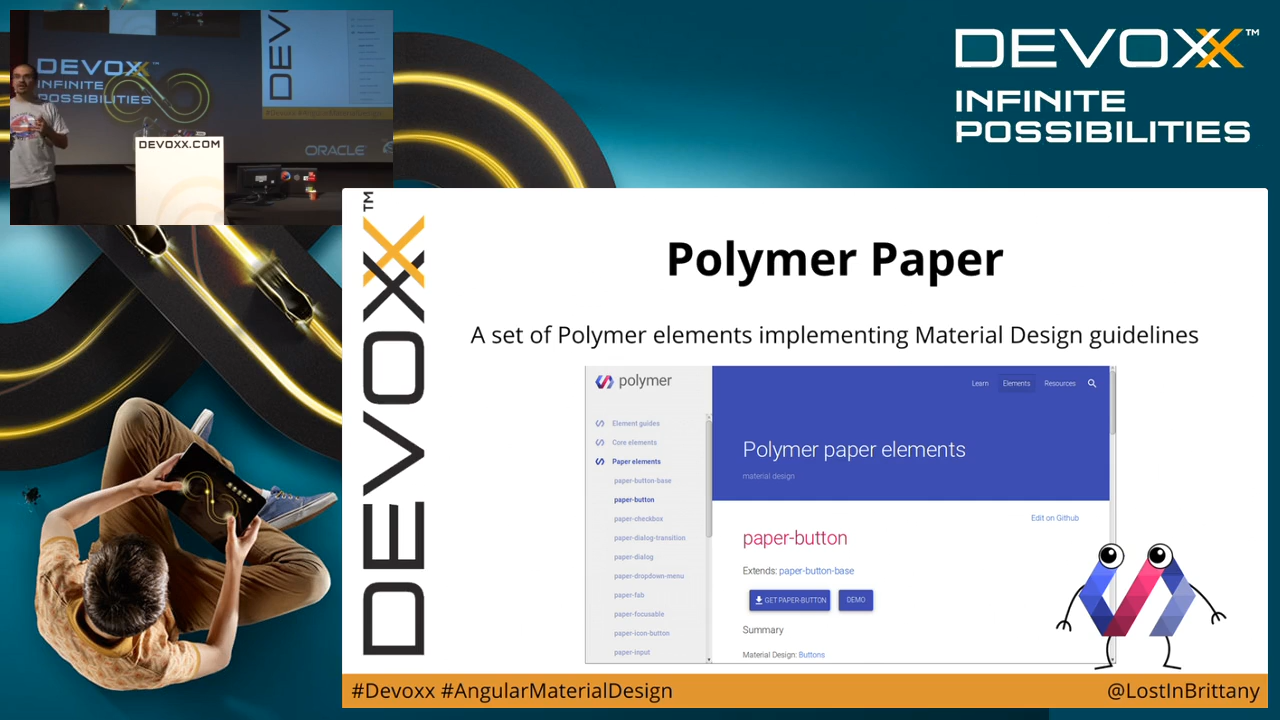 DEVOXX™
INFINITE
POSSIBILITIES
DEVOXX™
INFINITE
POSSIBILITIES
DEVOXX.COM
ORACLE
DEVOXX™
Polymer Paper
A set of Polymer elements implementing Material Design guidelines
polymer
Learn Elements Resources
Element guides
Core elements
Paper elements
paper-button-base
paper-button
paper-checkbox
paper-dialog-transition
paper-dialog
paper-dropdown-menu
paper-fab
paper-focusable
paper-icon-button
paper-input
Polymer paper elements
material design
Edit on Github
paper-button
Extends: paper-button-base
GET PAPER-BUTTON DEMO
Summary
Material Design: Buttons
#Devoxx #AngularMaterialDesign
@LostInBrittany